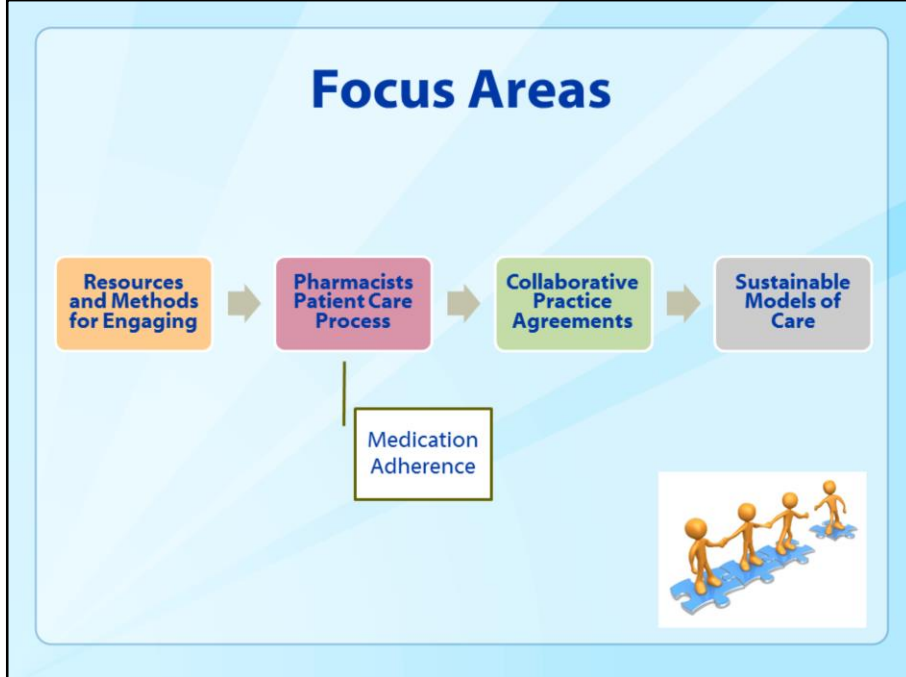 Focus Areas
Resources
and Methods
for Engaging
Pharmacists
Patient Care
Process
Collaborative
Practice
Agreements
Sustainable
Models of
Care
Medication
Adherence